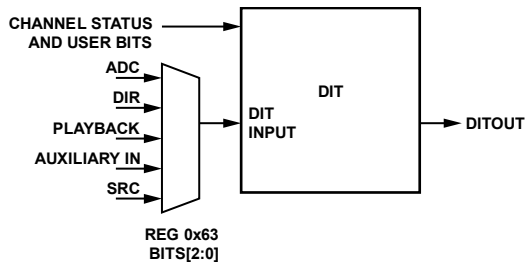 CHANNEL STATUS
AND USER BITS
ADC
DIR
PLAYBACK
AUXILIARY IN
SRC
REG 0x63
BITS[2:0]
DIT
INPUT
DIT
DITOUT